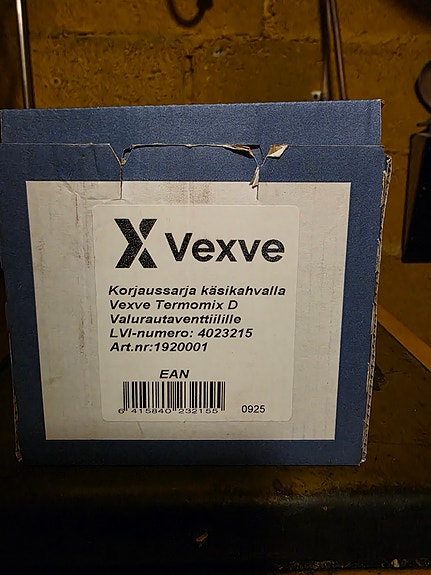 Vexve
Korjaussarja käsikahvalla
Vexve Termomix D
Valurautaventtiilille
LVI-numero: 4023215
Art.nr:1920001
EAN
6 415840 232155
0925